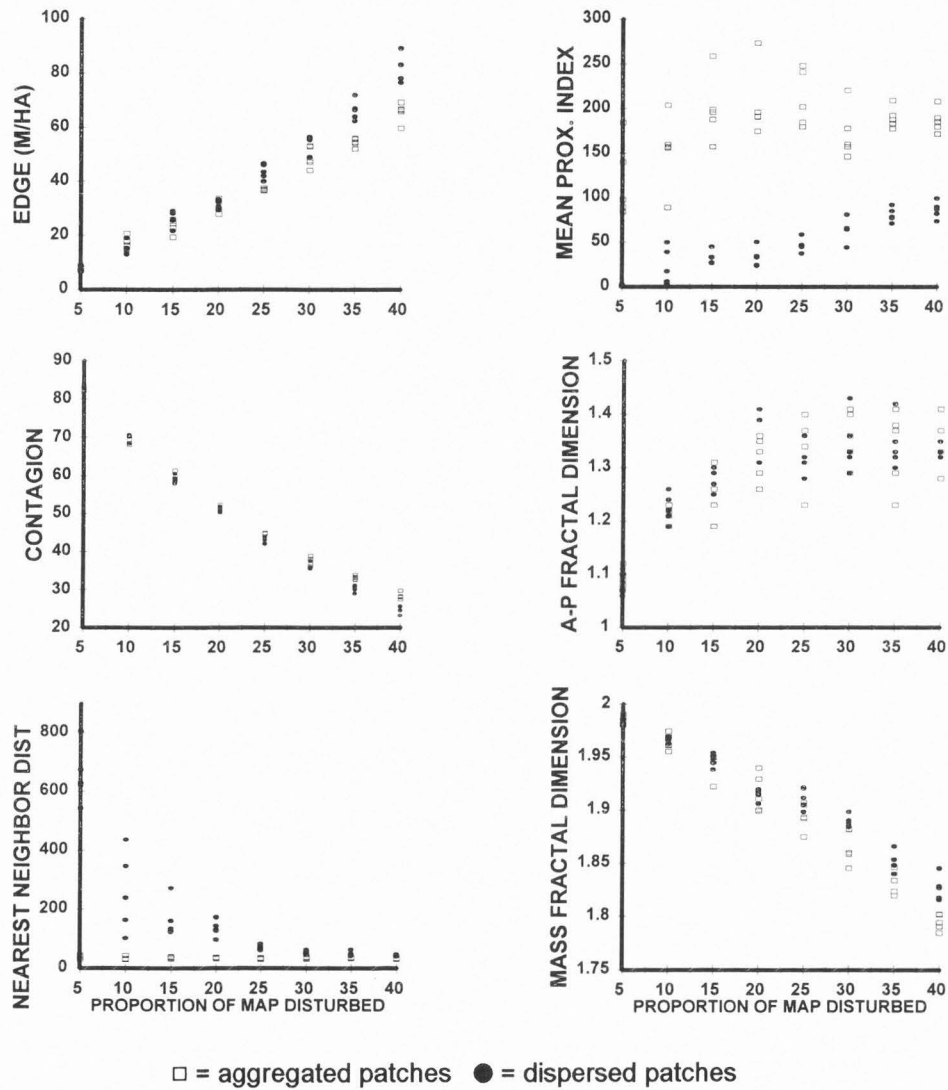 EDGE (M/HA)
100
80
60
40
20
0
5 10 15 20 25 30 35 40
MEAN PROX. INDEX
300
250
200
150
100
50
0
5 10 15 20 25 30 35 40
CONTAGION
90
80
70
60
50
40
30
20
5 10 15 20 25 30 35 40
A-P FRACTAL DIMENSION
1.5
1.4
1.3
1.2
1.1
1
5 10 15 20 25 30 35 40
NEAREST NEIGHBOR DIST
800
600
400
200
0
5 10 15 20 25 30 35 40
PROPORTION OF MAP DISTURBED
MASS FRACTAL DIMENSION
2
1.95
1.9
1.85
1.8
1.75
5 10 15 20 25 30 35 40
PROPORTION OF MAP DISTURBED
□ = aggregated patches ● = dispersed patches